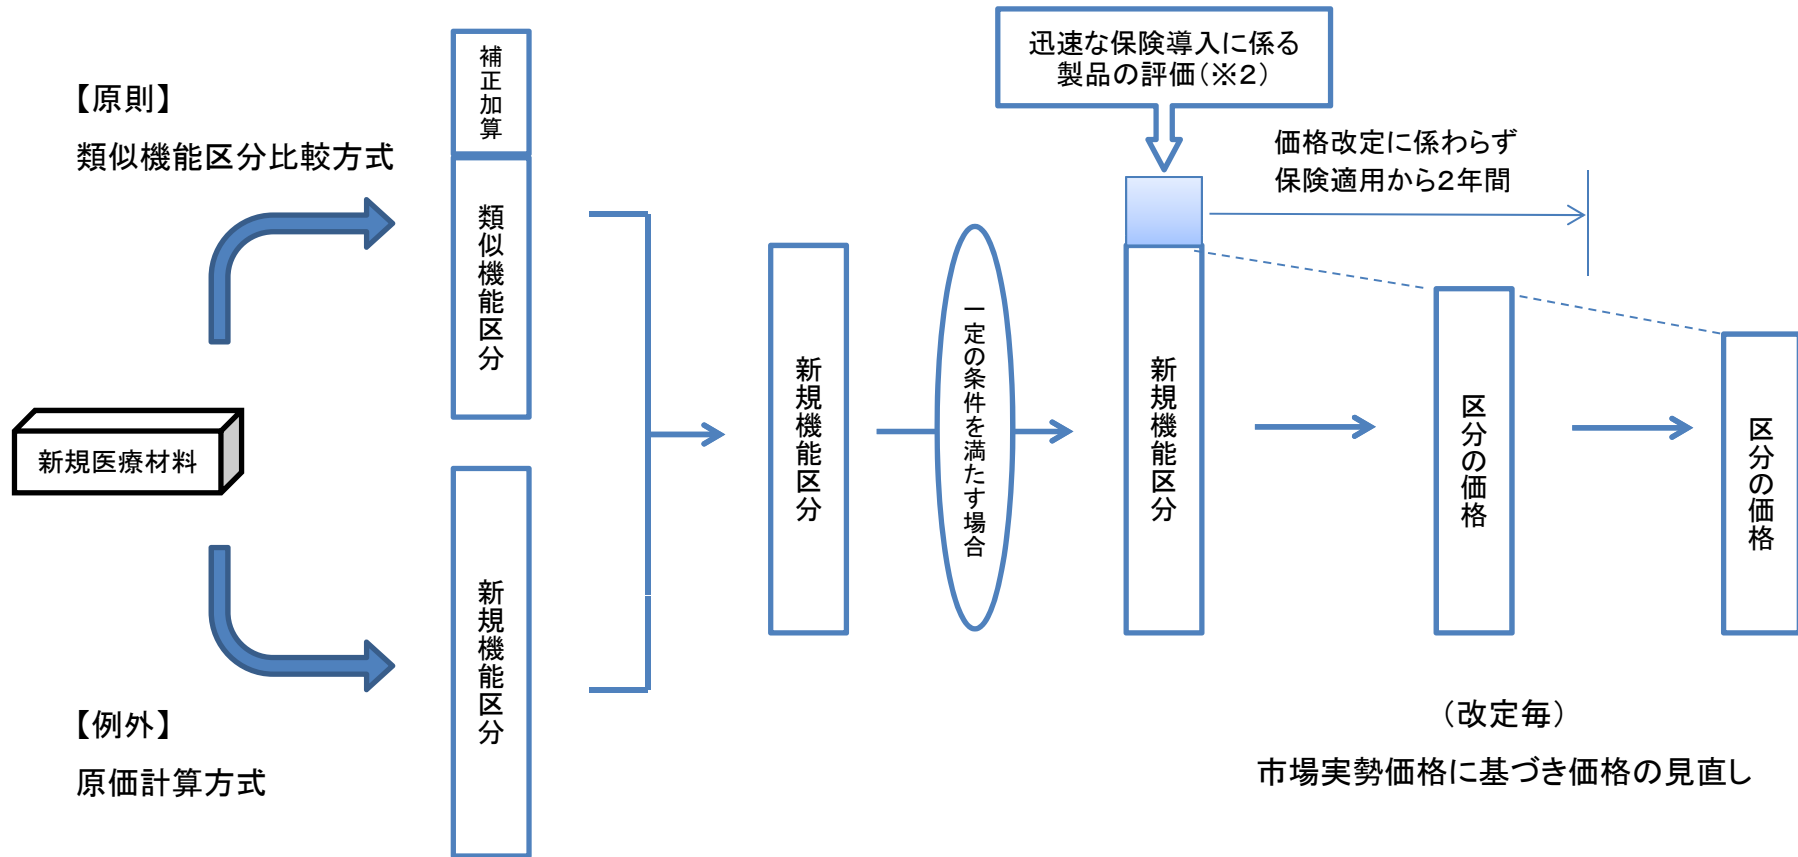 【原則】
類似機能区分比較方式
補正加算
類似機能区分
新規医療材料
新規機能区分
【例外】
原価計算方式
新規機能区分
一定の条件を満たす場合
迅速な保険導入に係る
製品の評価（※２）
価格改定に係わらず
保険適用から２年間
新規機能区分
区分の価格
区分の価格
（改定毎）
市場実勢価格に基づき価格の見直し